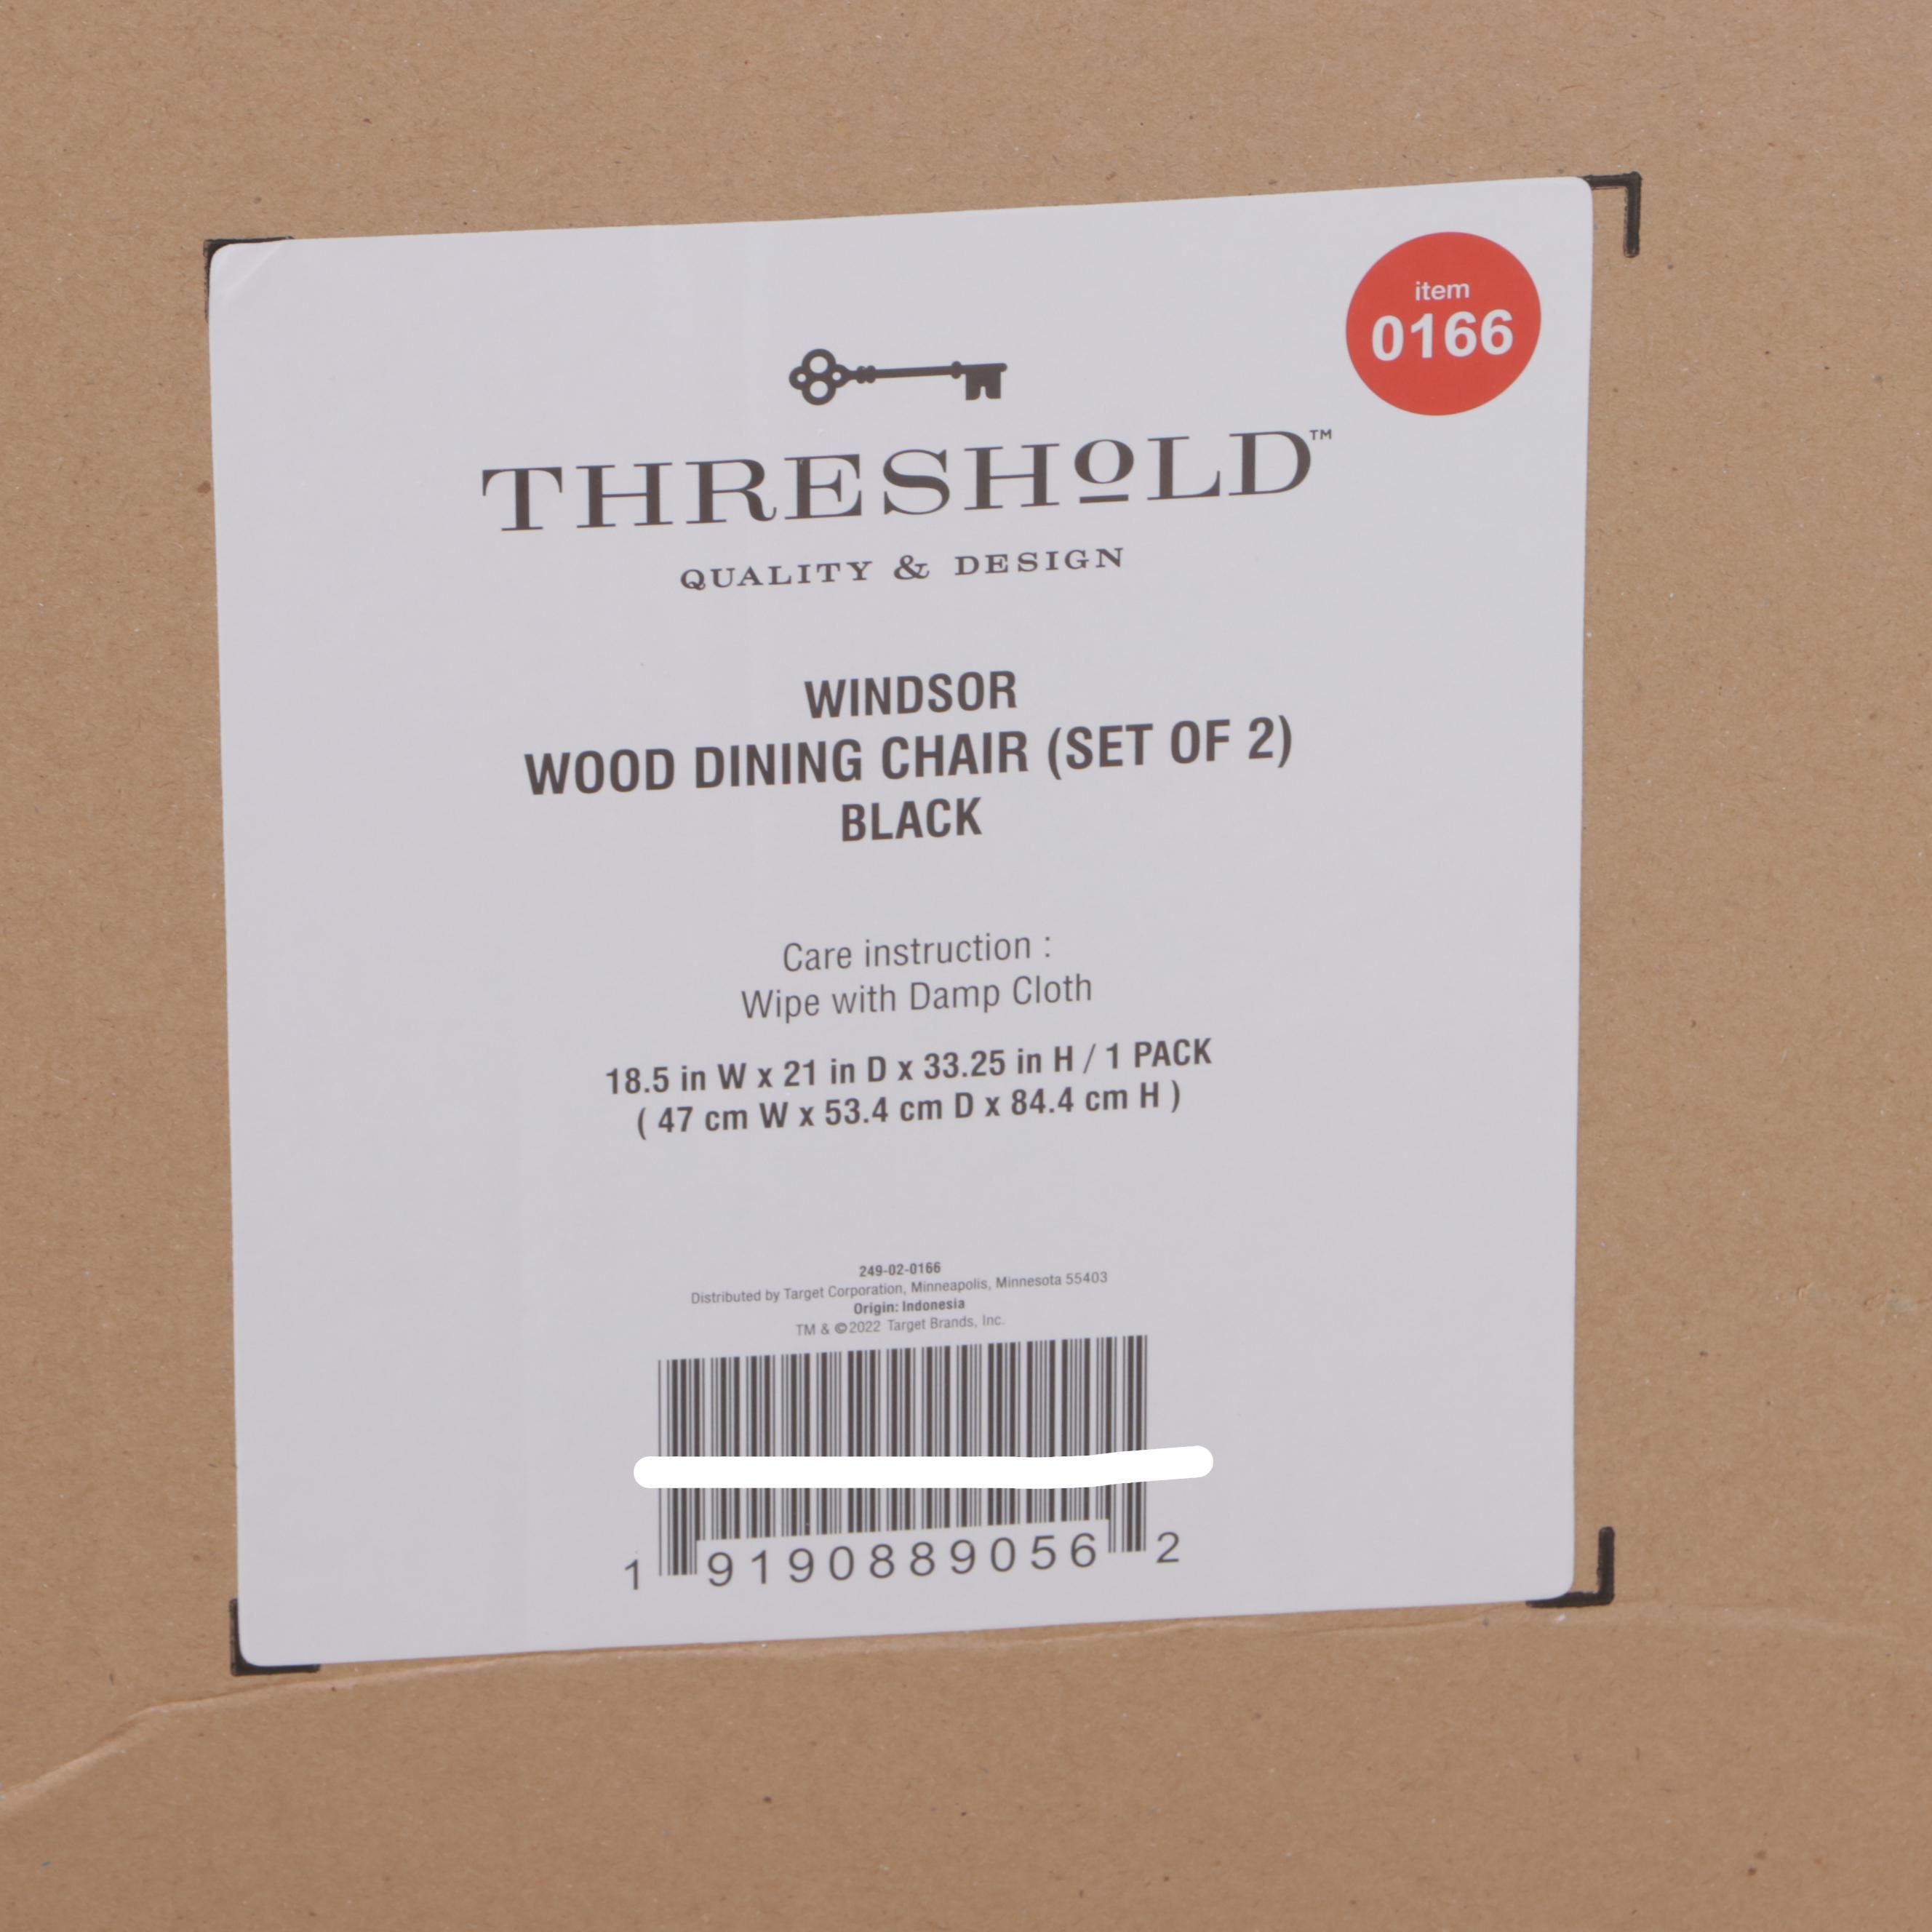 item
0166
THRESHOLD™
QUALITY & DESIGN
WINDSOR
WOOD DINING CHAIR (SET OF 2)
BLACK
Care instruction :
Wipe with Damp Cloth
18.5 in W x 21 in D x 33.25 in H / 1 PACK
( 47 cm W x 53.4 cm D x 84.4 cm H )
249-02-0166
Distributed by Target Corporation, Minneapolis, Minnesota 55403
Origin: Indonesia
TM & ©2022 Target Brands, Inc.
1 9190889056 2